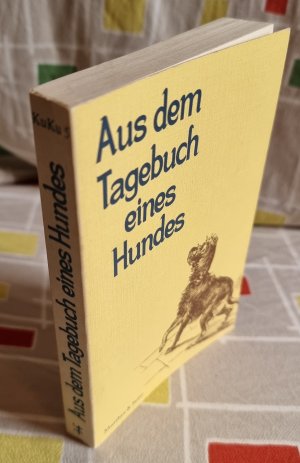 Aus dem
Tagebuch
eines
Hundes
KuKu 5
Aus dem Tagebuch eines Hundes